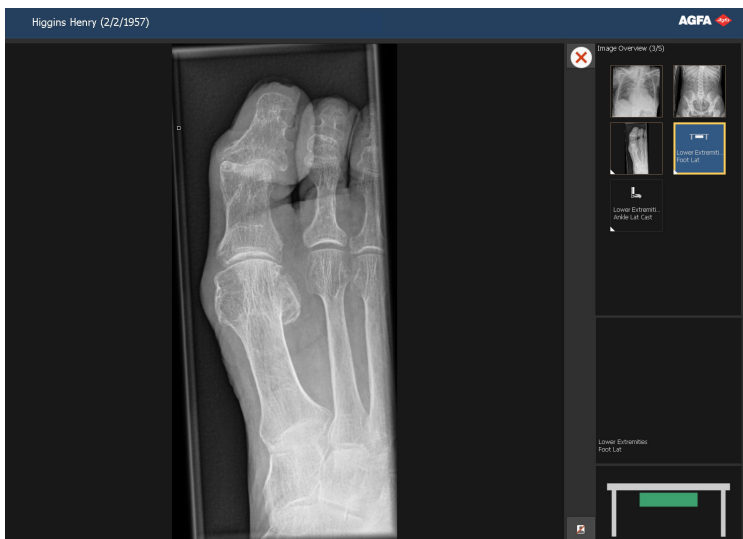 Higgins Henry (2/2/1957)
AGFA
Image Overview (3/5)
Lower Extremiti...
Foot Lat
Lower Extremiti...
Ankle Lat Cast
Lower Extremities
Foot Lat